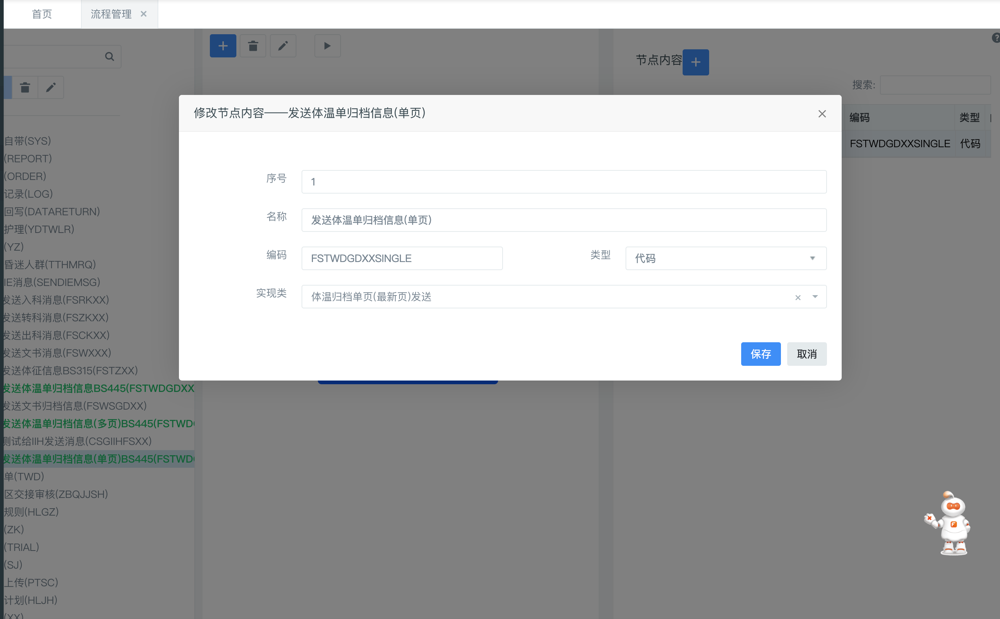 首页
流程管理 ×
节点内容 +
搜索:
编码 类型
FSTWDGDXXSINGLE 代码
自带(SYS)
(REPORT)
(ORDER)
记录(LOG)
回写(DATARETURN)
护理(YDTWLR)
(YZ)
昏迷人群(TTHMRQ)
IE消息(SENDIEMSG)
发送入科消息(FSRKXX)
发送转科消息(FSZKXX)
发送出科消息(FSCKXX)
发送文书消息(FSWXXX)
发送体征信息BS315(FSTZXX)
发送体温单归档信息BS445(FSTWDGDXX
发送文书归档信息(FSWSGDXX)
发送体温单归档信息(多页)BS445(FSTWD
测试给IIH发送消息(CSGIIHFSXX)
发送体温单归档信息(单页)BS445(FSTWD
单(TWD)
区交接审核(ZBQJJSH)
规则(HLGZ)
(ZK)
(TRIAL)
(SJ)
上传(PTSC)
计划(HLJH)
(XX)
修改节点内容——发送体温单归档信息(单页)
序号 1
名称 发送体温单归档信息(单页)
编码 FSTWDGDXXSINGLE 类型 代码
实现类 体温归档单页(最新页)发送
保存 取消